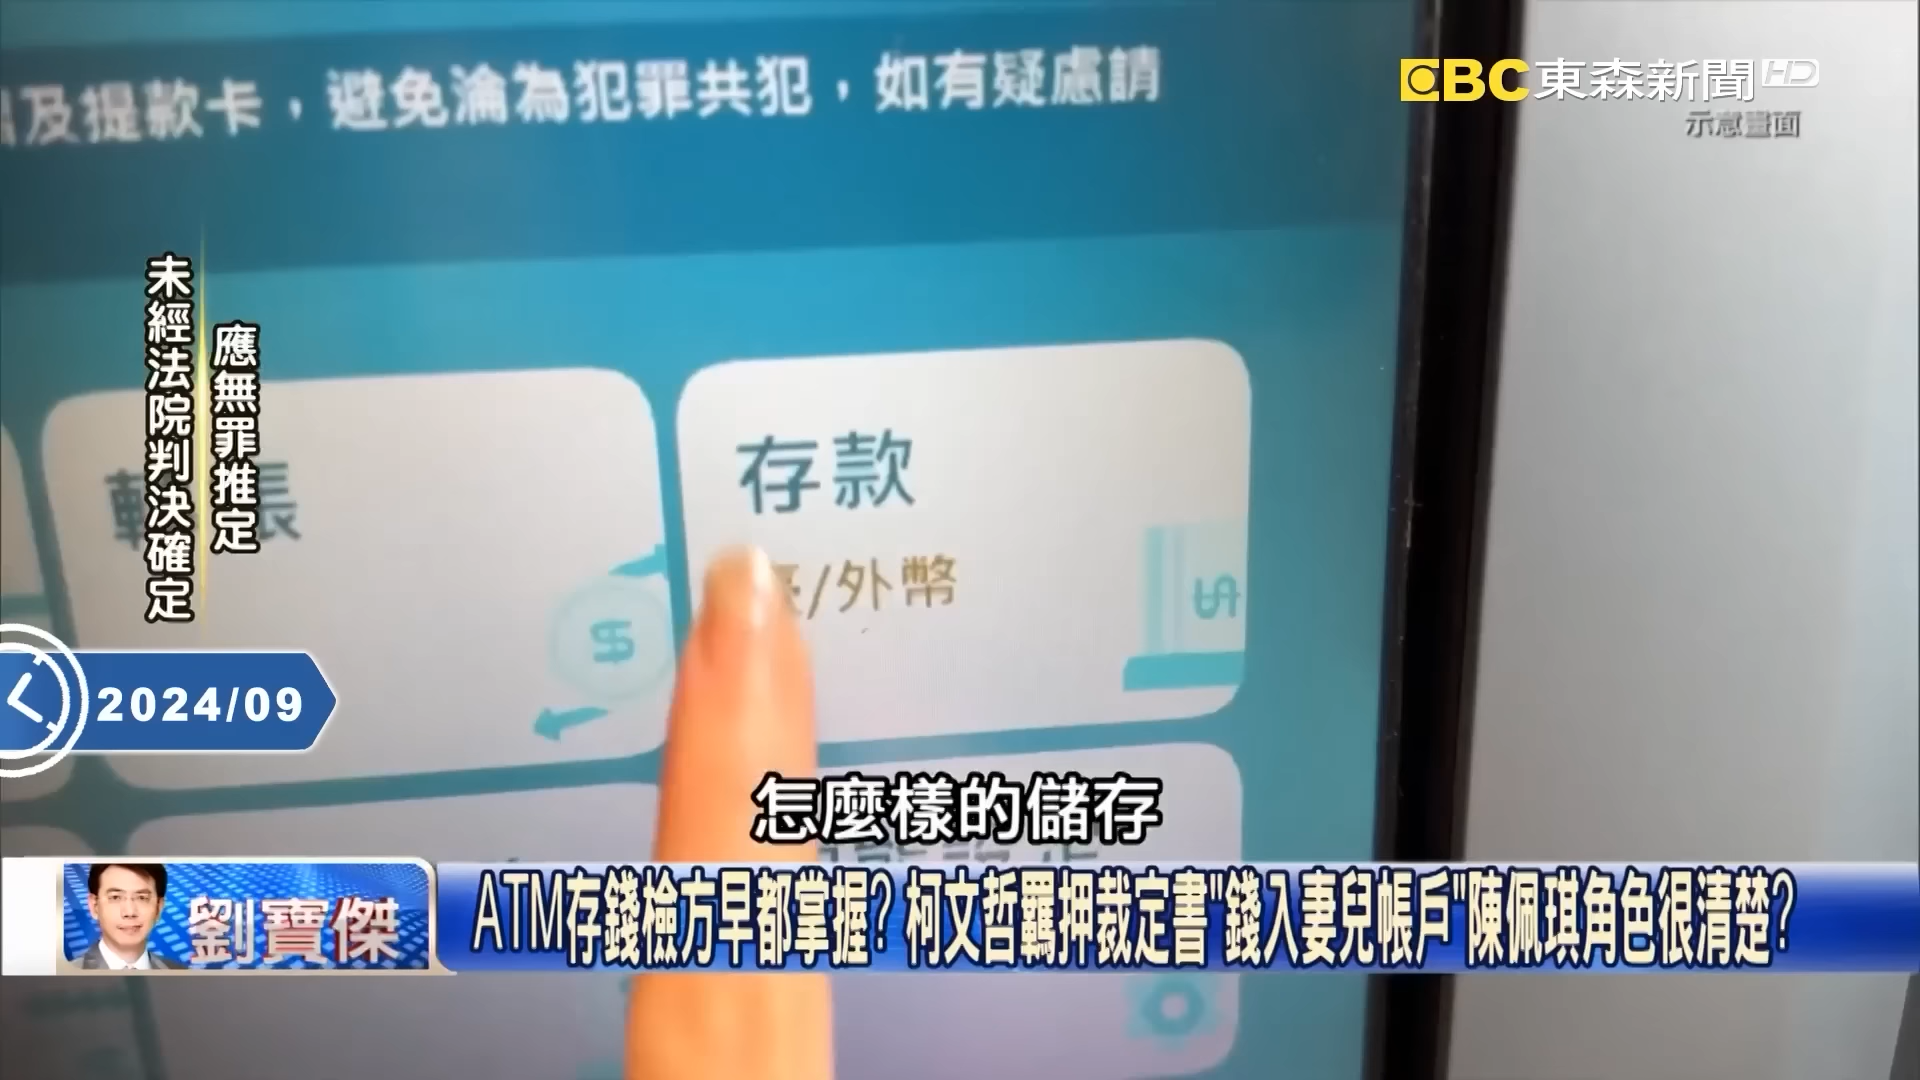 及提款卡，避免淪為犯罪共犯，如有疑慮請
EBC東森新聞HD
示意畫面
未經法院判決確定
應無罪推定
存款
/外幣
2024/09
怎麼樣的儲存
劉寶傑
ATM存錢檢方早都掌握? 柯文哲羈押裁定書"錢入妻兒帳戶"陳佩琪角色很清楚?